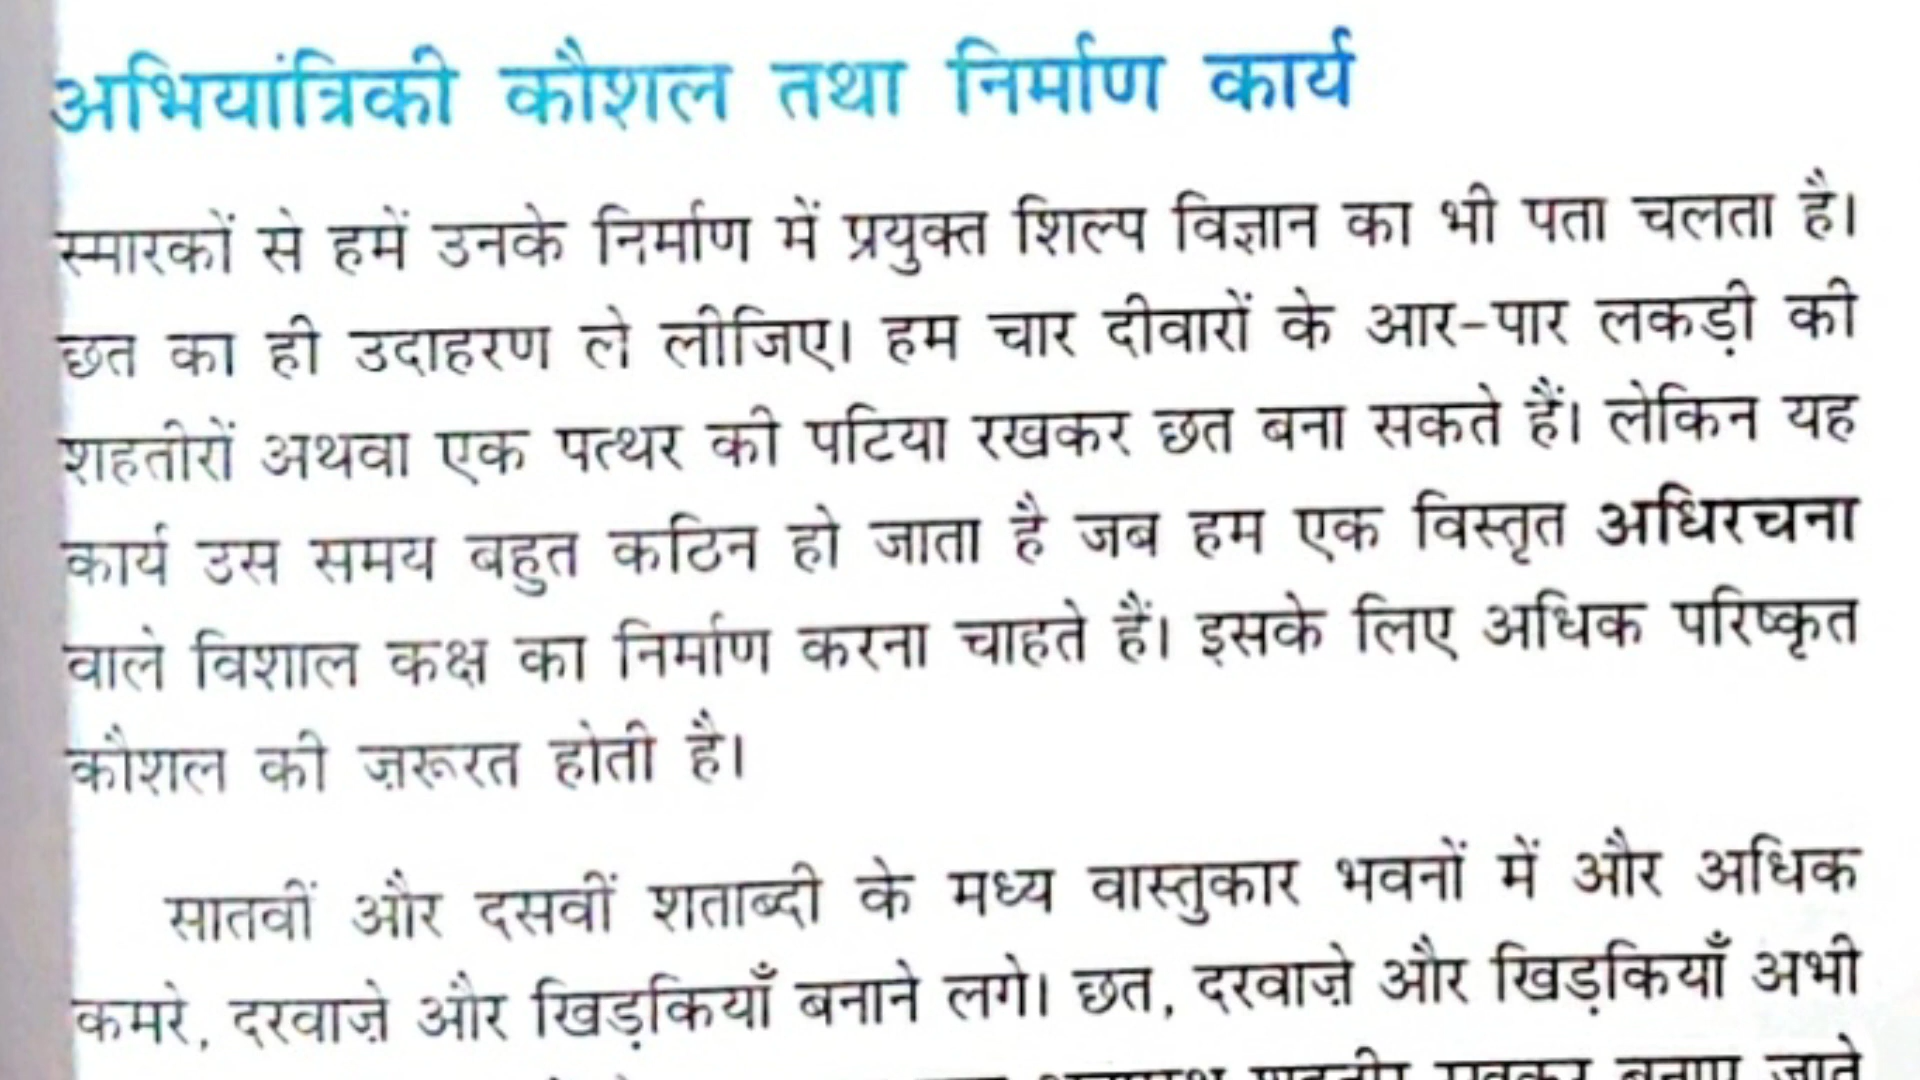 अभियांत्रिकी कौशल तथा निर्माण कार्य
स्मारकों से हमें उनके निर्माण में प्रयुक्त शिल्प विज्ञान का भी पता चलता है।
छत का ही उदाहरण ले लीजिए। हम चार दीवारों के आर-पार लकड़ी की
शहतीरों अथवा एक पत्थर की पटिया रखकर छत बना सकते हैं। लेकिन यह
कार्य उस समय बहुत कठिन हो जाता है जब हम एक विस्तृत अधिरचना
वाले विशाल कक्ष का निर्माण करना चाहते हैं। इसके लिए अधिक परिष्कृत
कौशल की ज़रूरत होती है।
सातवीं और दसवीं शताब्दी के मध्य वास्तुकार भवनों में और अधिक
कमरे, दरवाज़े और खिड़कियाँ बनाने लगे। छत, दरवाज़े और खिड़कियाँ अभी
शहतीर रखकर बनाए जाते